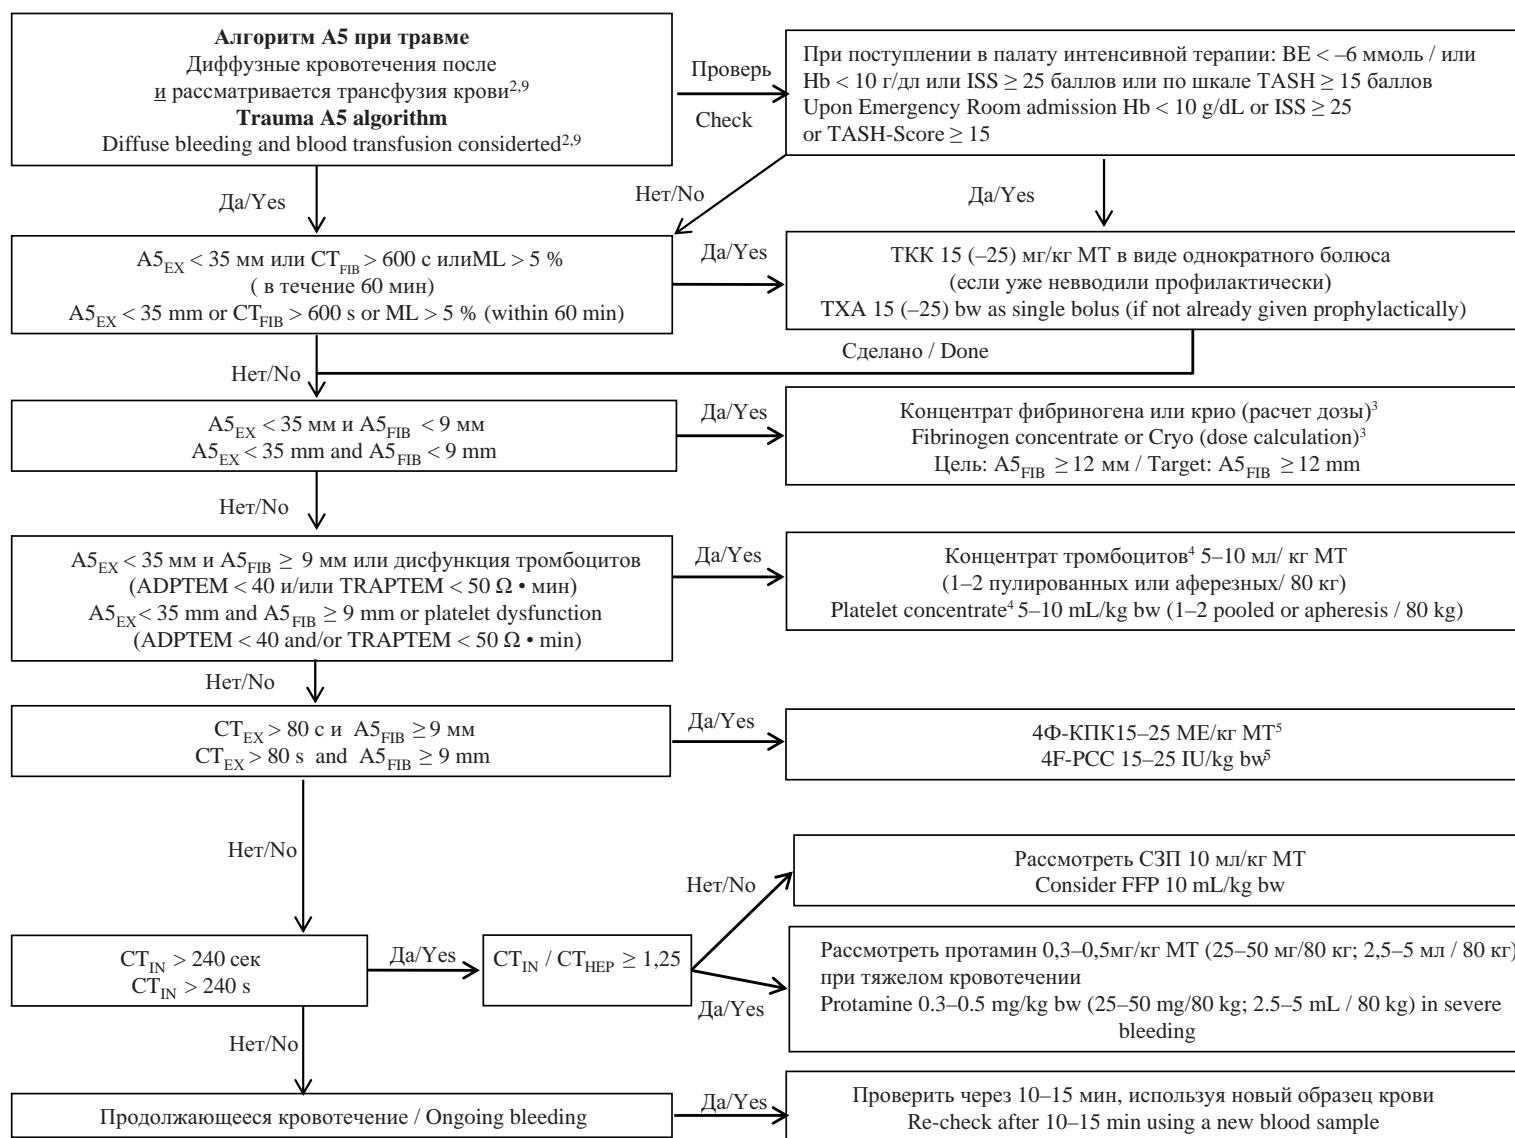 Алгоритм А5 при травме
Диффузные кровотечения после
и рассматривается трансфузия крови2,9
Trauma A5 algorithm
Diffuse bleeding and blood transfusion considerted2,9
Проверь
Check
При поступлении в палату интенсивной терапии: BE < –6 ммоль / или
Hb < 10 г/дл или ISS ≥ 25 баллов или по шкале TASH ≥ 15 баллов
Upon Emergency Room admission Hb < 10 g/dL or ISS ≥ 25
or TASH-Score ≥ 15
Да/Yes
Нет/No
Да/Yes
A5EX < 35 мм или CTFIB > 600 с илиML > 5 %
( в течение 60 мин)
A5EX < 35 mm or CTFIB > 600 s or ML > 5 % (within 60 min)
Да/Yes
ТКК 15 (–25) мг/кг МТ в виде однократного болюса
(если уже невводили профилактически)
TXA 15 (–25) bw as single bolus (if not already given prophylactically)
Сделано / Done
Нет/No
A5EX < 35 мм и A5FIB < 9 мм
A5EX < 35 mm and A5FIB < 9 mm
Да/Yes
Концентрат фибриногена или крио (расчет дозы)3
Fibrinogen concentrate or Cryo (dose calculation)3
Цель: A5FIB ≥ 12 мм / Target: A5FIB ≥ 12 mm
Нет/No
A5EX < 35 мм и A5FIB ≥ 9 мм или дисфункция тромбоцитов
(ADPTEM < 40 и/или TRAPTEM < 50 Ω • мин)
A5EX < 35 mm and A5FIB ≥ 9 mm or platelet dysfunction
(ADPTEM < 40 and/or TRAPTEM < 50 Ω • min)
Да/Yes
Концентрат тромбоцитов4 5–10 мл/ кг МТ
(1–2 пулированных или аферезных/ 80 кг)
Platelet concentrate4 5–10 mL/kg bw (1–2 pooled or apheresis / 80 kg)
Нет/No
CTEX > 80 с и A5FIB ≥ 9 мм
CTEX > 80 s and A5FIB ≥ 9 mm
Да/Yes
4Ф-КПК15–25 МЕ/кг МТ5
4F-PCC 15–25 IU/kg bw5
Нет/No
Нет/No
Рассмотреть СЗП 10 мл/кг МТ
Consider FFP 10 mL/kg bw
CTIN > 240 сек
CTIN > 240 s
Да/Yes
CTIN / CTHEP ≥ 1,25
Да/Yes
Рассмотреть протамин 0,3–0,5мг/кг МТ (25–50 мг/80 кг; 2,5–5 мл / 80 кг)
при тяжелом кровотечении
Protamine 0.3–0.5 mg/kg bw (25–50 mg/80 kg; 2.5–5 mL / 80 kg) in severe
bleeding
Нет/No
Продолжающееся кровотечение / Ongoing bleeding
Да/Yes
Проверить через 10–15 мин, используя новый образец крови
Re-check after 10–15 min using a new blood sample